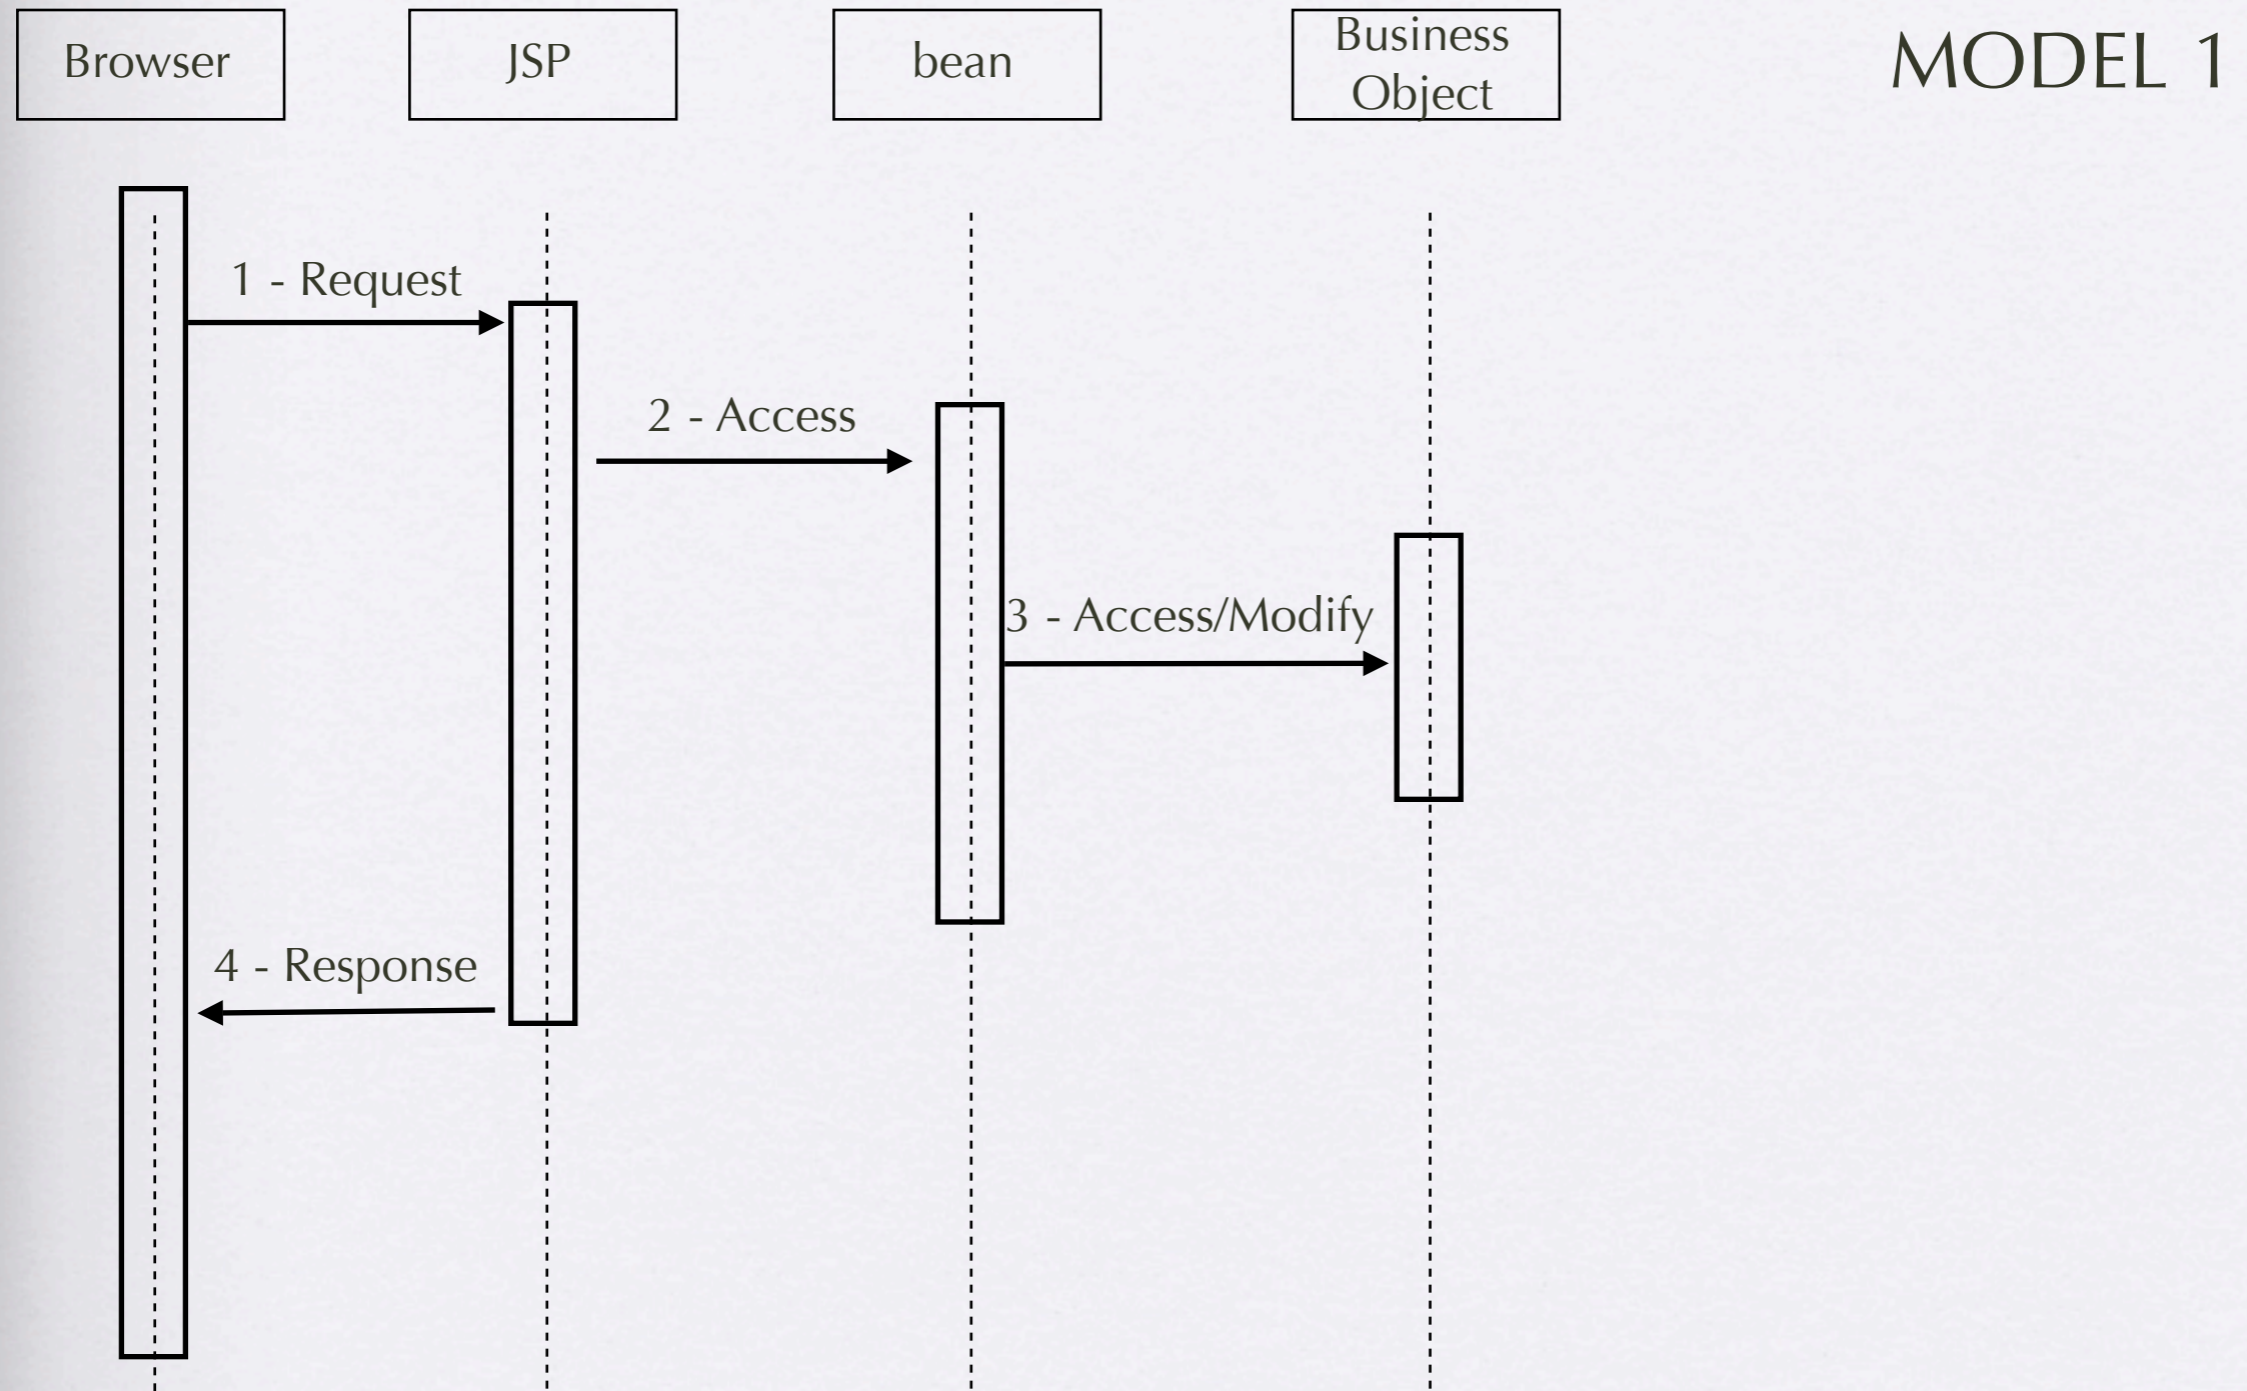 Browser
JSP
bean
Business
Object
MODEL 1
1 - Request
2 - Access
3 - Access/Modify
4 - Response